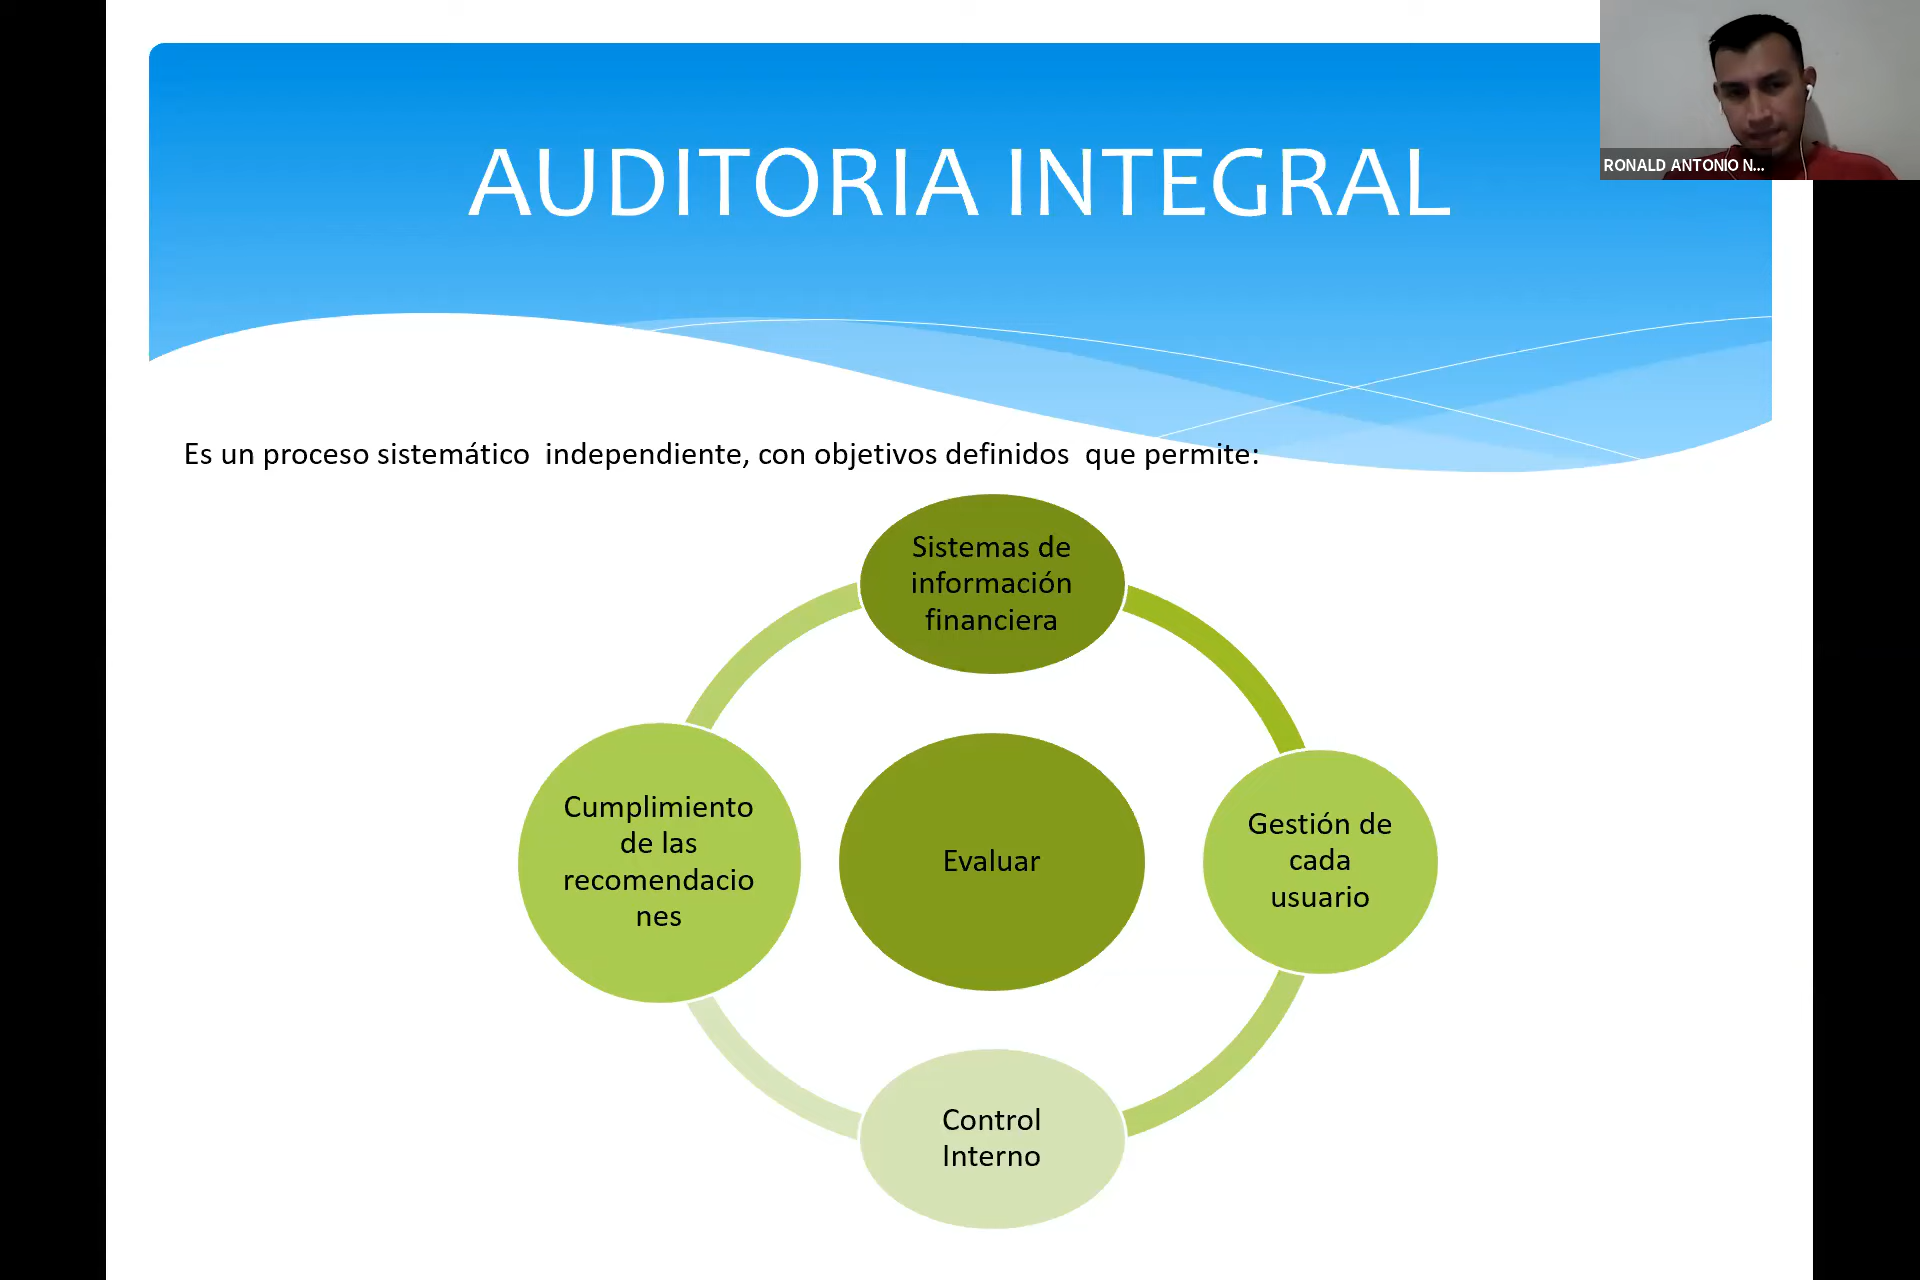 AUDITORIA INTEGRAL
RONALD ANTONIO N...
Es un proceso sistemático  independiente, con objetivos definidos  que permite:
Sistemas de
información
financiera
Cumplimiento
de las
recomendacio
nes
Evaluar
Gestión de
cada
usuario
Control
Interno